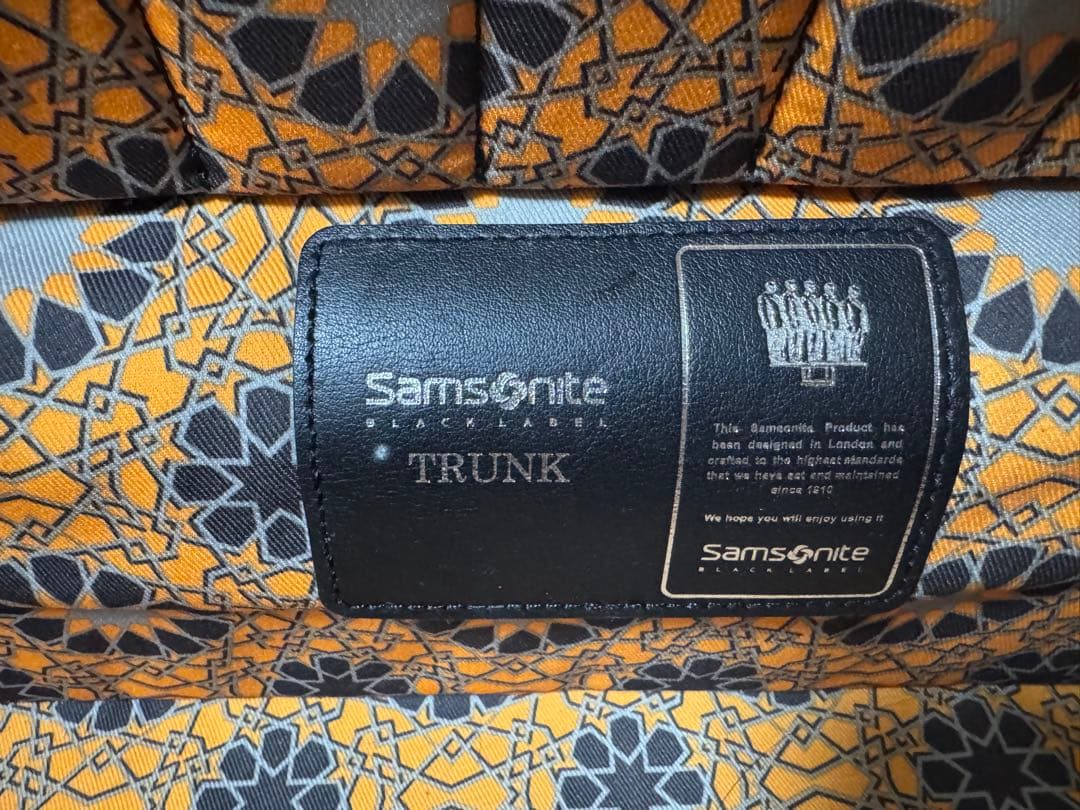 Samsonite
BLACK LABEL
TRUNK
This Samsonite Product has
been designed in London and
crafted to the highest standards
that we have set and maintained
since 1910
We hope you will enjoy using it
Samsonite
BLACK LABEL